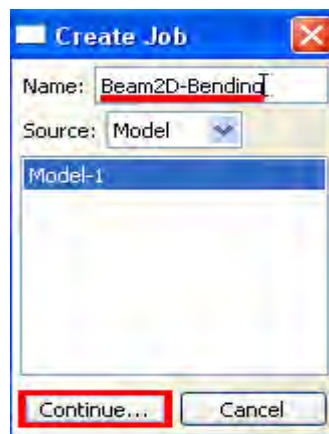 Create Job
Name: Beam2D-Bending
Source: Model
Model-1
Continue... Cancel